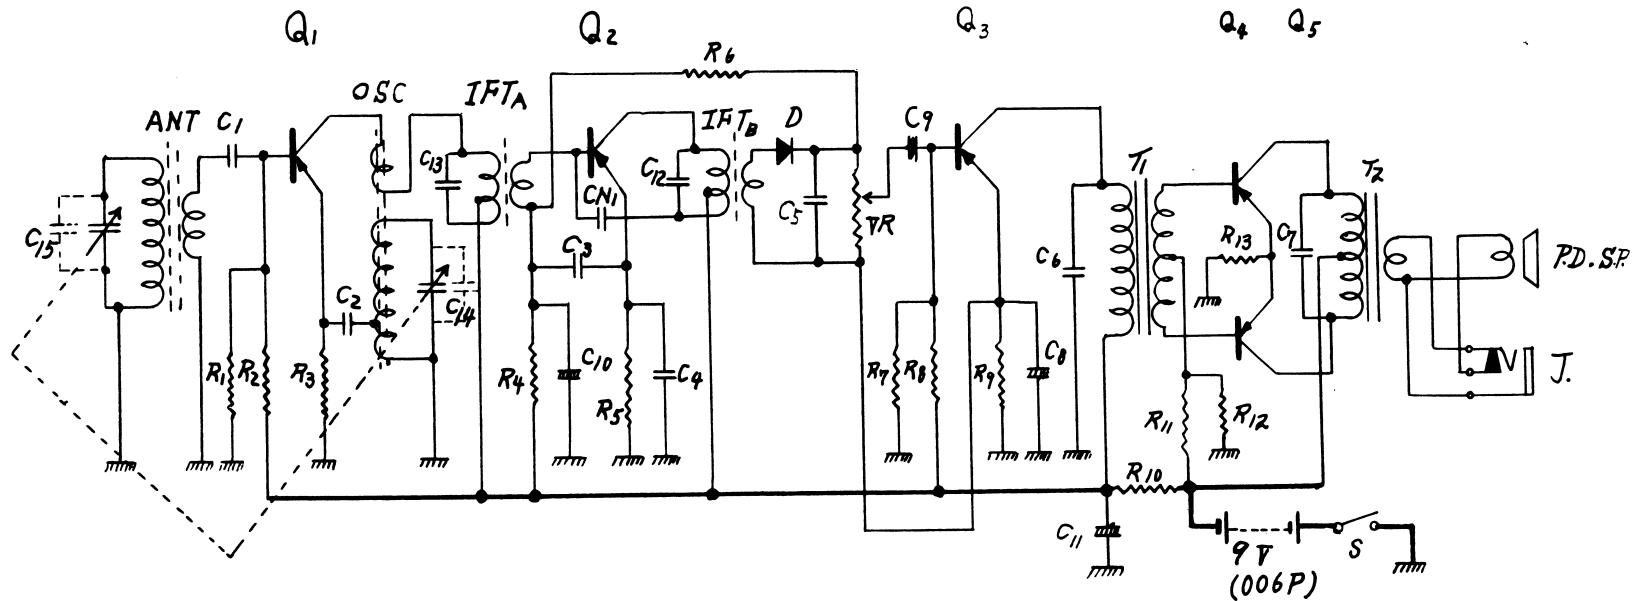 Q1
Q2
Q3
Q4
Q5
R6
OSC
IFTA
ANT
C1
IFTB
D
C9
C13
C12
T1
T2
CN1
C15
C5
VR
R13
C7
C3
C6
P.D.SP.
C2
C14
R1
R2
R3
R4
C10
R5
C4
R7
R8
R9
C8
R11
R12
J.
R10
C11
9V
(006P)
S